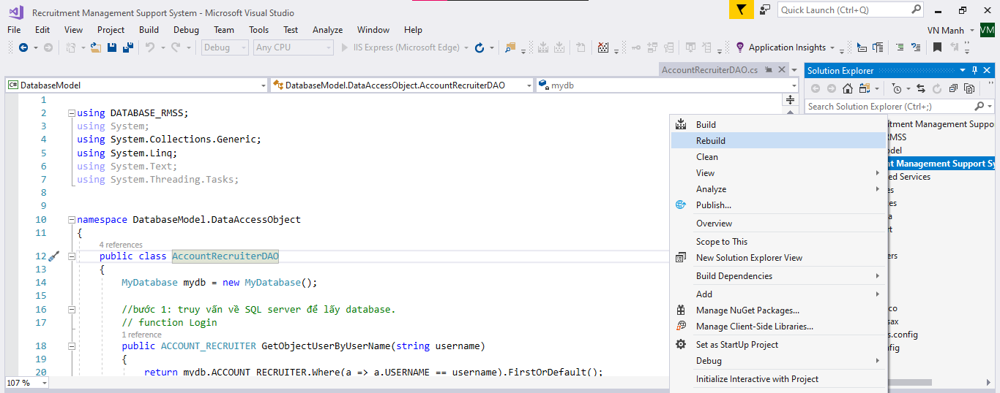 Recruitment Management Support System - Microsoft Visual Studio
Quick Launch (Ctrl+Q)
File Edit View Project Build Debug Team Tools Test Analyze Window Help
VN Manh VM
Debug Any CPU IIS Express (Microsoft Edge) Application Insights
AccountRecruiterDAO.cs
Solution Explorer
C# DatabaseModel
DatabaseModel.DataAccessObject.AccountRecruiterDAO
mydb
Search Solution Explorer (Ctrl+;)
1
2 using DATABASE_RMSS;
3 using System;
4 using System.Collections.Generic;
5 using System.Linq;
6 using System.Text;
7 using System.Threading.Tasks;
8
9
10 namespace DatabaseModel.DataAccessObject
11 {
4 references
12 public class AccountRecruiterDAO
13 {
14 MyDatabase mydb = new MyDatabase();
15
16 //bước 1: truy vấn về SQL server để lấy database.
17 // function Login
1 reference
18 public ACCOUNT_RECRUITER GetObjectUserByUserName(string username)
19 {
20 return mydb.ACCOUNT_RECRUITER.Where(a => a.USERNAME == username).FirstOrDefault();
107 %
Build
Rebuild
Clean
View
Analyze
Publish...
Overview
Scope to This
New Solution Explorer View
Build Dependencies
Add
Manage NuGet Packages...
Manage Client-Side Libraries...
Set as StartUp Project
Debug
Initialize Interactive with Project
itment Management Suppo
RMSS
del
nt Management Support Sy
ed Services
es
es
a
rt
ers
co
sax
s.config
fig